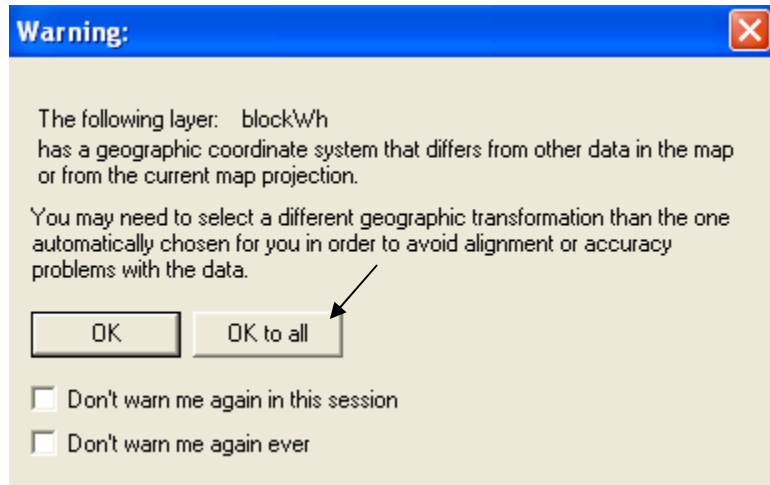 Warning:
The following layer: blockWh
has a geographic coordinate system that differs from other data in the map
or from the current map projection.
You may need to select a different geographic transformation than the one
automatically chosen for you in order to avoid alignment or accuracy
problems with the data.
OK OK to all
Don't warn me again in this session
Don't warn me again ever